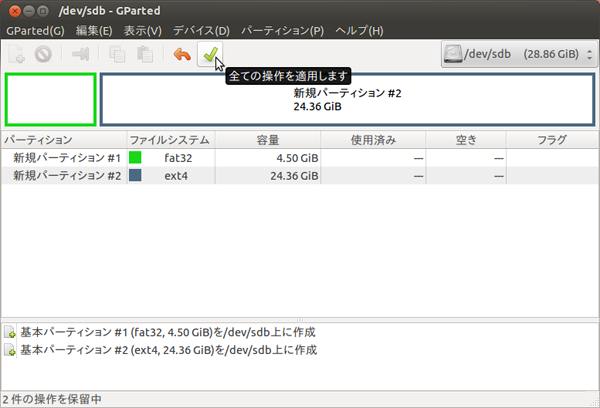 /dev/sdb - GParted
GParted(G) 編集(E) 表示(V) デバイス(D) パーティション(P) ヘルプ(H)
/dev/sdb (28.86 GiB)
全ての操作を適用します
新規パーティション #2
24.36 GiB
パーティション ファイルシステム 容量 使用済み 空き フラグ
新規パーティション #1 fat32 4.50 GiB --- ---
新規パーティション #2 ext4 24.36 GiB --- ---
基本パーティション #1 (fat32, 4.50 GiB)を/dev/sdb上に作成
基本パーティション #2 (ext4, 24.36 GiB)を/dev/sdb上に作成
2 件の操作を保留中